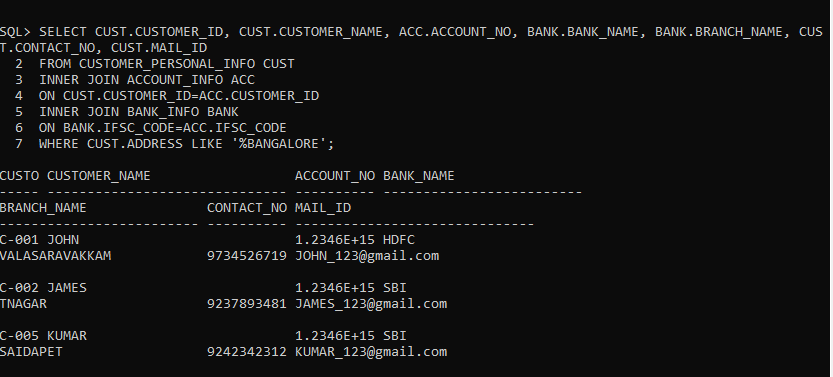 SQL> SELECT CUST.CUSTOMER_ID, CUST.CUSTOMER_NAME, ACC.ACCOUNT_NO, BANK.BANK_NAME, BANK.BRANCH_NAME, CUS
T.CONTACT_NO, CUST.MAIL_ID
  2  FROM CUSTOMER_PERSONAL_INFO CUST
  3  INNER JOIN ACCOUNT_INFO ACC
  4  ON CUST.CUSTOMER_ID=ACC.CUSTOMER_ID
  5  INNER JOIN BANK_INFO BANK
  6  ON BANK.IFSC_CODE=ACC.IFSC_CODE
  7  WHERE CUST.ADDRESS LIKE '%BANGALORE';
CUSTO CUSTOMER_NAME                  ACCOUNT_NO BANK_NAME
----- ------------------------------ ---------- -------------------------
BRANCH_NAME               CONTACT_NO MAIL_ID
------------------------- ---------- ------------------------------
C-001 JOHN                           1.2346E+15 HDFC
VALASARAVAKKAM            9734526719 JOHN_123@gmail.com
C-002 JAMES                          1.2346E+15 SBI
TNAGAR                    9237893481 JAMES_123@gmail.com
C-005 KUMAR                          1.2346E+15 SBI
SAIDAPET                  9242342312 KUMAR_123@gmail.com